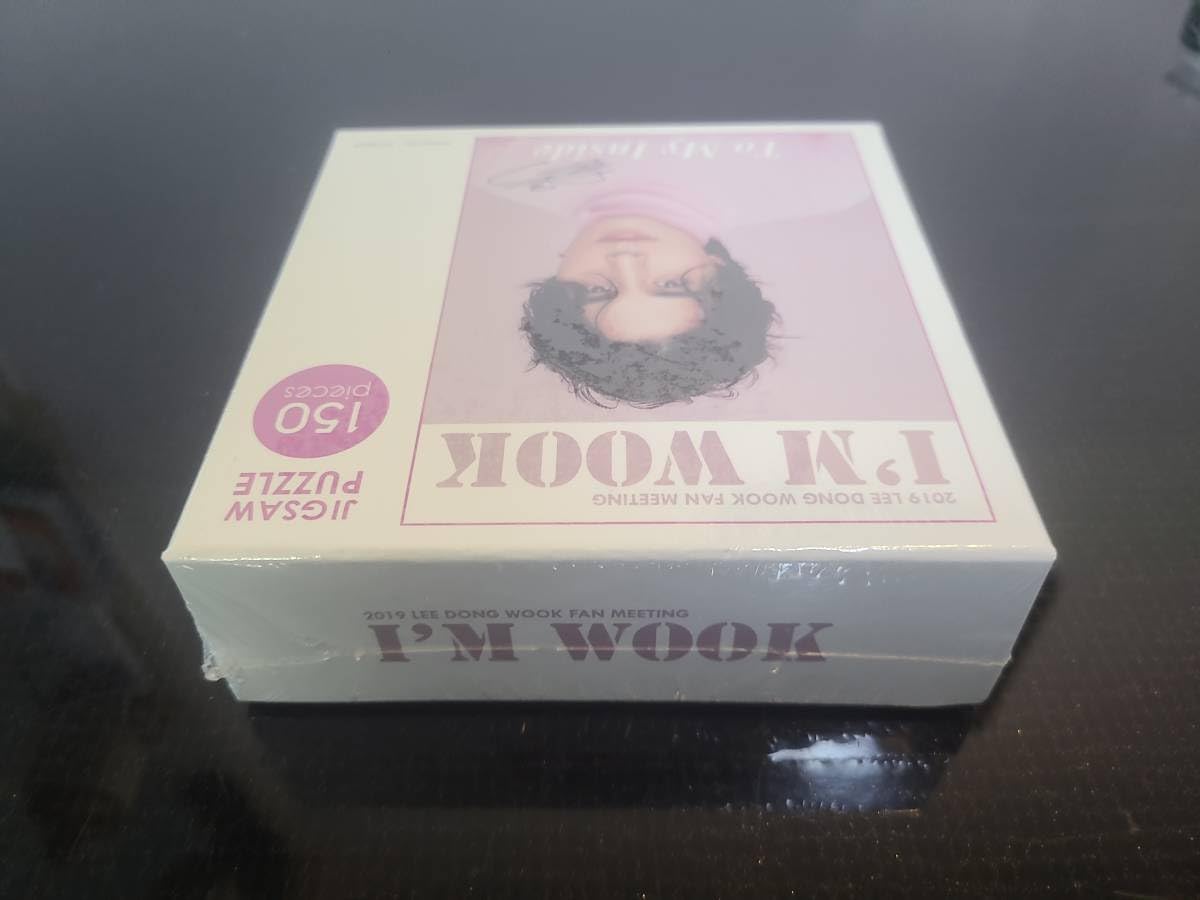 2019 LEE DONG WOOK FAN MEETING
I'M WOOK
To My Inside
JIGSAW
PUZZLE
150
pieces
2019 LEE DONG WOOK FAN MEETING
I'M WOOK